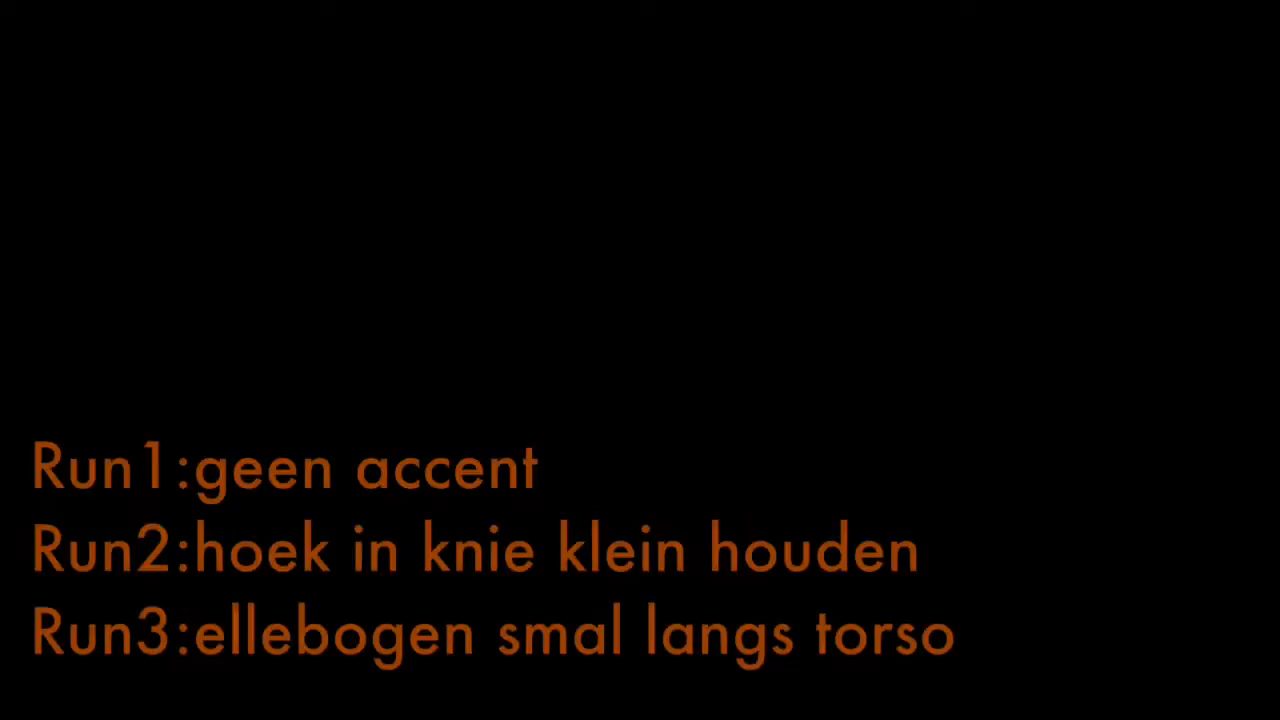 Run1:geen accent
Run2:hoek in knie klein houden
Run3:ellebogen smal langs torso